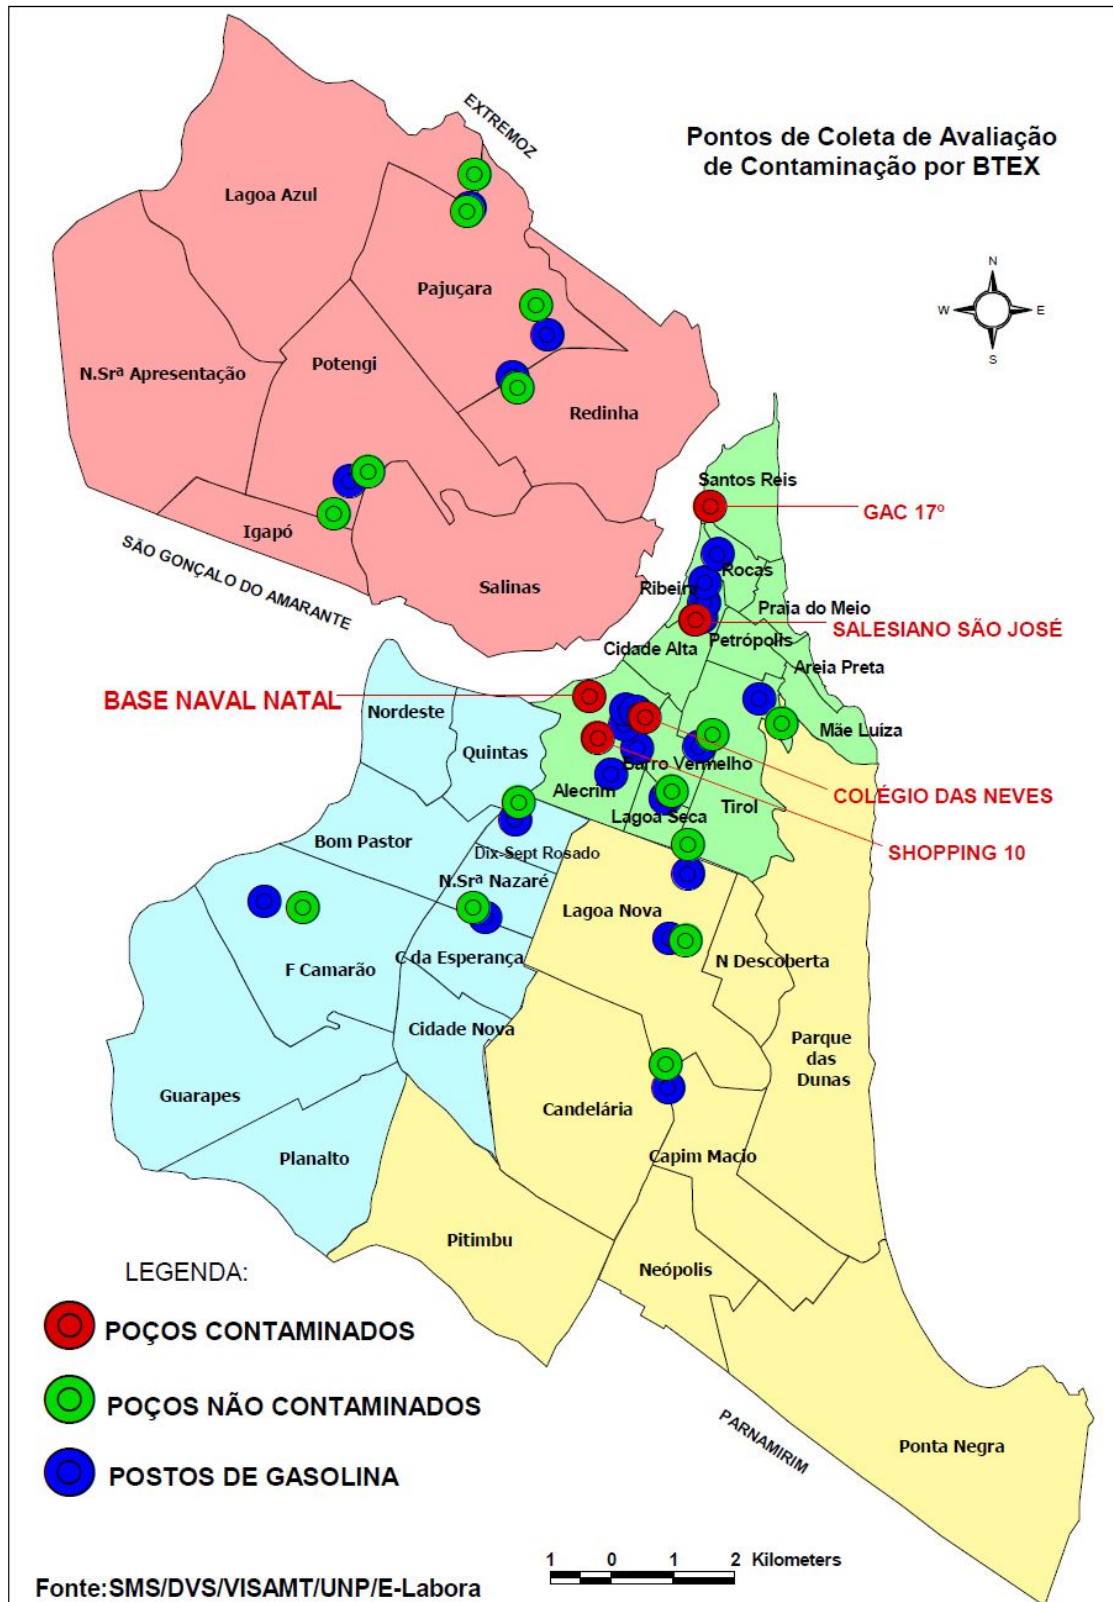 Pontos de Coleta de Avaliação
de Contaminação por BTEX
EXTREMOZ
Lagoa Azul
N
W
E
S
Pajuçara
Potengi
N.Srª Apresentação
Redinha
Santos Reis
GAC 17º
Igapó
SÃO GONÇALO DO AMARANTE
Salinas
Rocas
Ribeir
Praia do Meio
SALESIANO SÃO JOSÉ
Petrópolis
Cidade Alta
Areia Preta
BASE NAVAL NATAL
Nordeste
Mãe Luíza
Quintas
Barro Vermelho
Alecrim
COLÉGIO DAS NEVES
Tirol
Lagoa Seca
Bom Pastor
Dix-Sept Rosado
SHOPPING 10
N.Srª Nazaré
Lagoa Nova
C da Esperança
N Descoberta
F Camarão
Cidade Nova
Parque
das
Dunas
Guarapes
Candelária
Planalto
Capim Macio
Pitimbu
Neópolis
LEGENDA:
POÇOS CONTAMINADOS
POÇOS NÃO CONTAMINADOS
POSTOS DE GASOLINA
PARNAMIRIM
Ponta Negra
1 0 1 2 Kilometers
Fonte:SMS/DVS/VISAMT/UNP/E-Labora